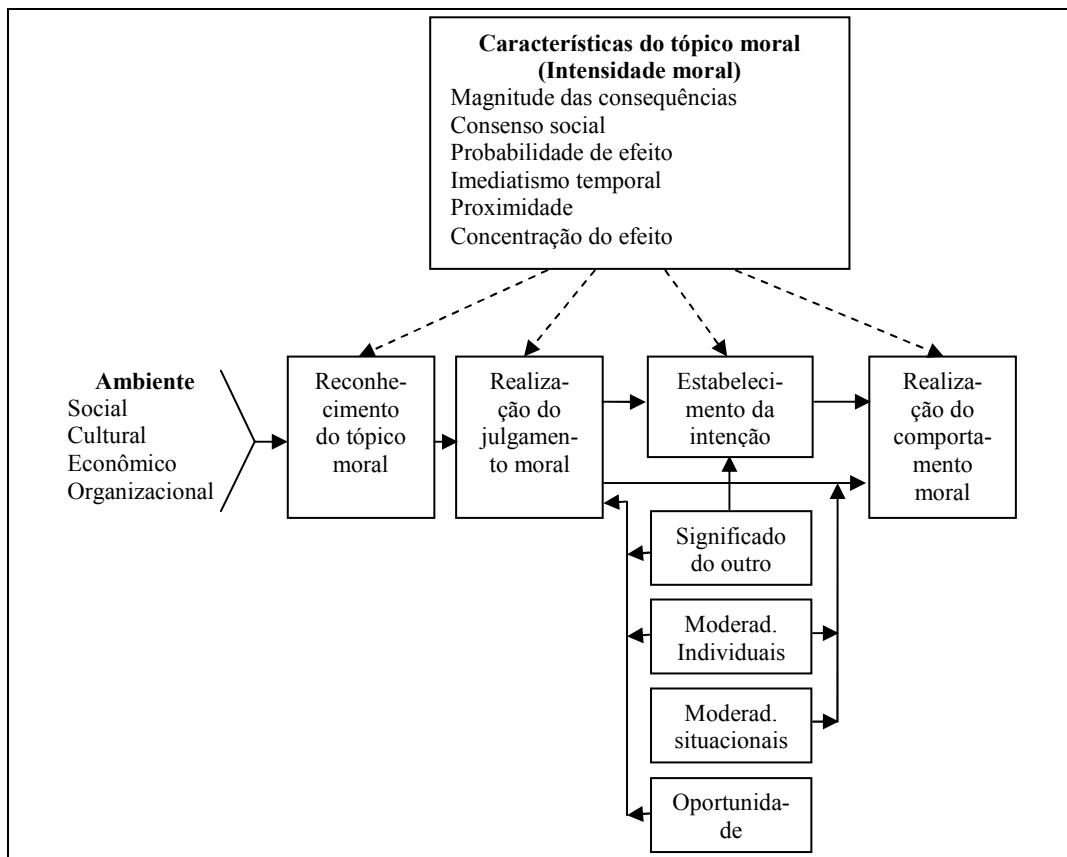 Características do tópico moral
(Intensidade moral)
Magnitude das consequências
Consenso social
Probabilidade de efeito
Imediatismo temporal
Proximidade
Concentração do efeito
Ambiente
Social
Cultural
Econômico
Organizacional
Reconhe-
cimento
do tópico
moral
Realiza-
ção do
julgamen-
to moral
Estabeleci-
mento da
intenção
Realiza-
ção do
comporta-
mento
moral
Significado
do outro
Moderad.
Individuais
Moderad.
situacionais
Oportunida-
de